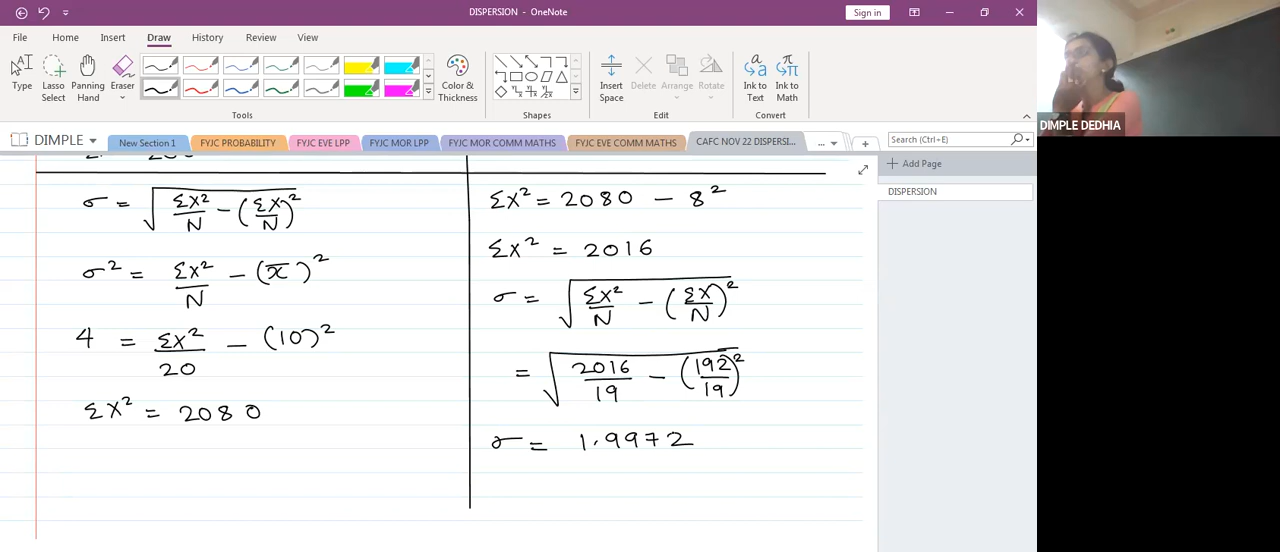 DISPERSION - OneNote
Sign in
File Home Insert Draw History Review View
Type Lasso Select Panning Hand Eraser Color & Thickness Insert Space Delete Arrange Rotate Ink to Text Ink to Math
Tools Shapes Edit Convert
DIMPLE New Section 1 FYJC PROBABILITY FYJC EVE LPP FYJC MOR LPP FYJC MOR COMM MATHS FYJC EVE COMM MATHS CAFC NOV 22 DISPERSI... ... + Search (Ctrl+E)
+ Add Page
DISPERSION
DIMPLE DEDHIA
σ = √(ΣX²/N − (ΣX/N)²)
σ² = ΣX²/N − (x̄)²
4 = ΣX²/20 − (10)²
ΣX² = 2080
ΣX² = 2080 − 8²
ΣX² = 2016
σ = √(ΣX²/N − (ΣX/N)²)
= √(2016/19 − (192/19)²)
σ = 1.9972